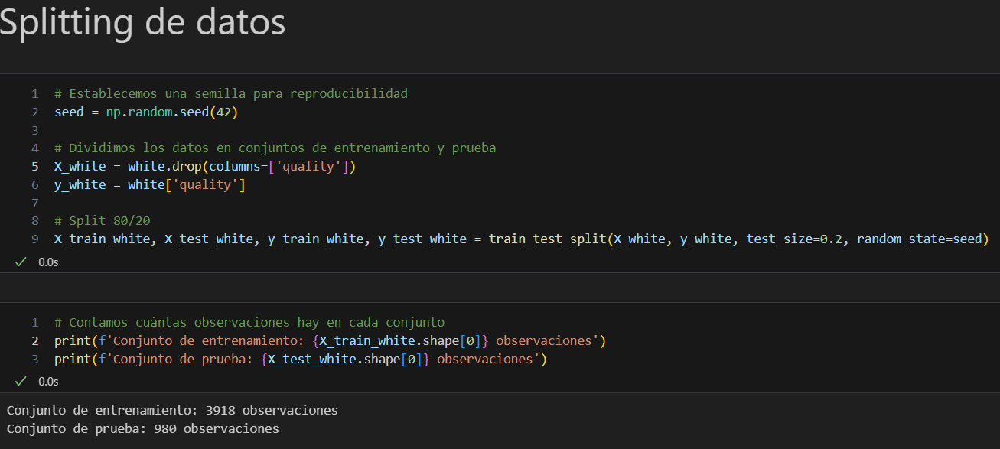 Splitting de datos
1 # Establecemos una semilla para reproducibilidad
2 seed = np.random.seed(42)
3
4 # Dividimos los datos en conjuntos de entrenamiento y prueba
5 X_white = white.drop(columns=['quality'])
6 y_white = white['quality']
7
8 # Split 80/20
9 X_train_white, X_test_white, y_train_white, y_test_white = train_test_split(X_white, y_white, test_size=0.2, random_state=seed)
✓ 0.0s
1 # Contamos cuántas observaciones hay en cada conjunto
2 print(f'Conjunto de entrenamiento: {X_train_white.shape[0]} observaciones')
3 print(f'Conjunto de prueba: {X_test_white.shape[0]} observaciones')
✓ 0.0s
Conjunto de entrenamiento: 3918 observaciones
Conjunto de prueba: 980 observaciones